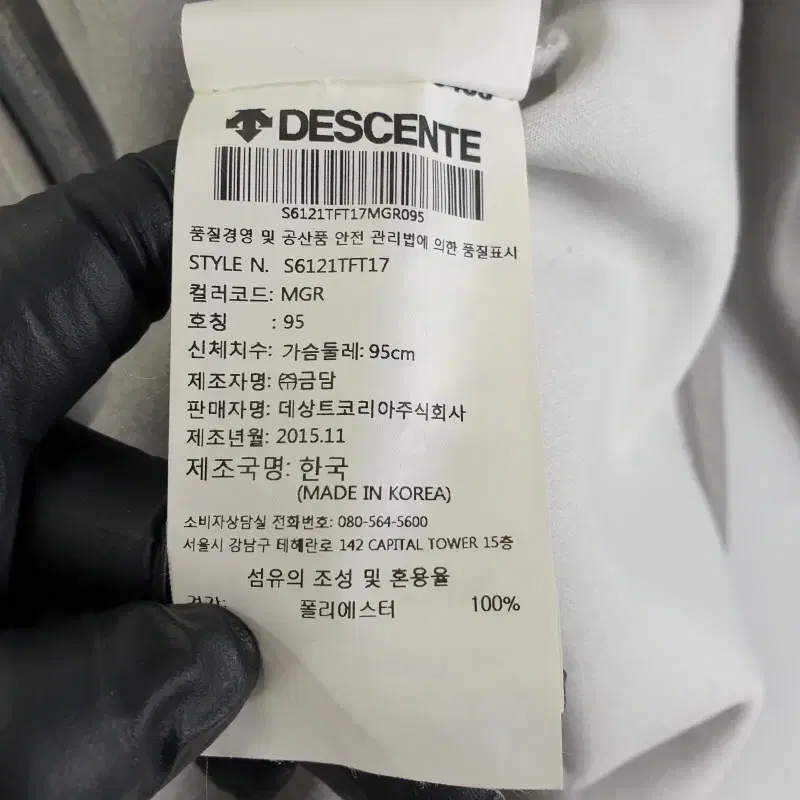 DESCENTE
S6121TFT17MGR095
품질경영 및 공산품 안전 관리법에 의한 품질표시
STYLE N. S6121TFT17
컬러코드: MGR
호칭 : 95
신체치수: 가슴둘레: 95cm
제조자명: ㈜금담
판매자명: 데상트코리아주식회사
제조년월: 2015.11
제조국명: 한국
(MADE IN KOREA)
소비자상담실 전화번호: 080-564-5600
서울시 강남구 테헤란로 142 CAPITAL TOWER 15층
섬유의 조성 및 혼용율
폴리에스터 100%